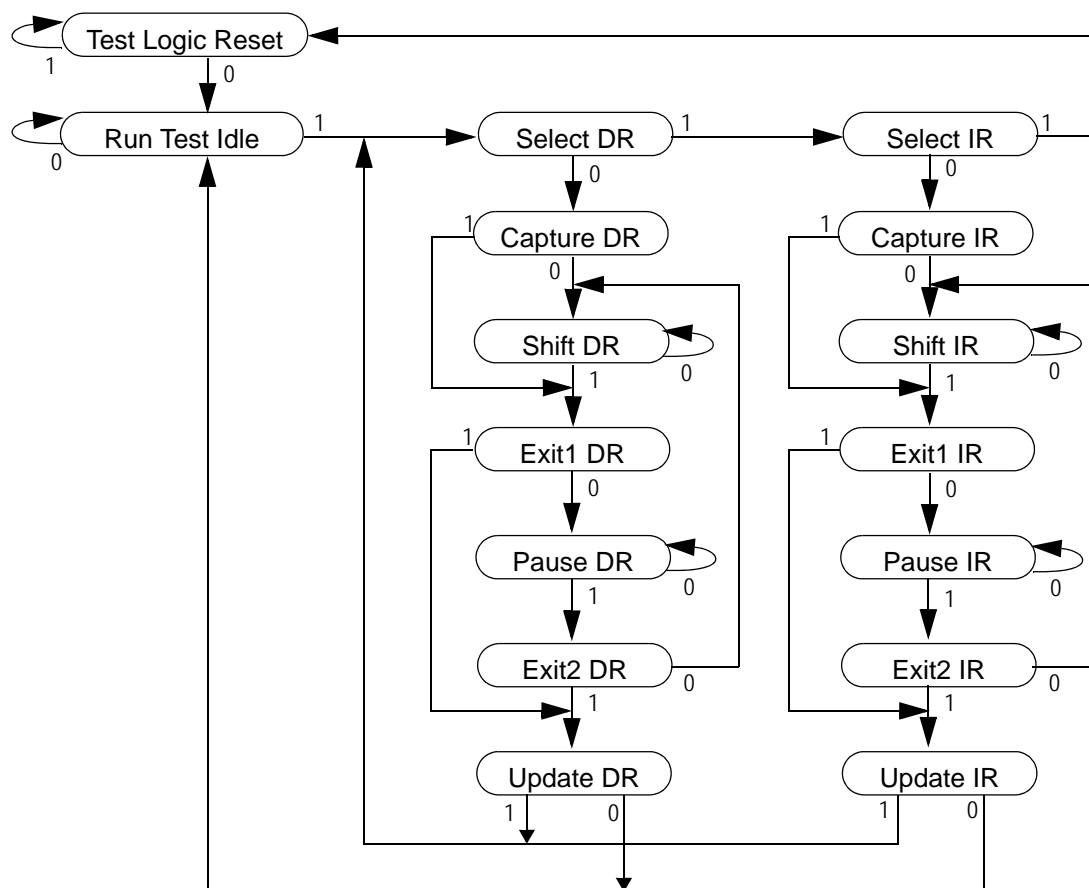 Test Logic Reset
1
0
Run Test Idle
1
0
Select DR
1
0
Select IR
1
0
1
Capture DR
0
1
Capture IR
0
Shift DR
0
1
Shift IR
0
1
1
Exit1 DR
0
1
Exit1 IR
0
Pause DR
0
1
Pause IR
0
1
Exit2 DR
0
1
Exit2 IR
0
1
Update DR
1
0
Update IR
1
0